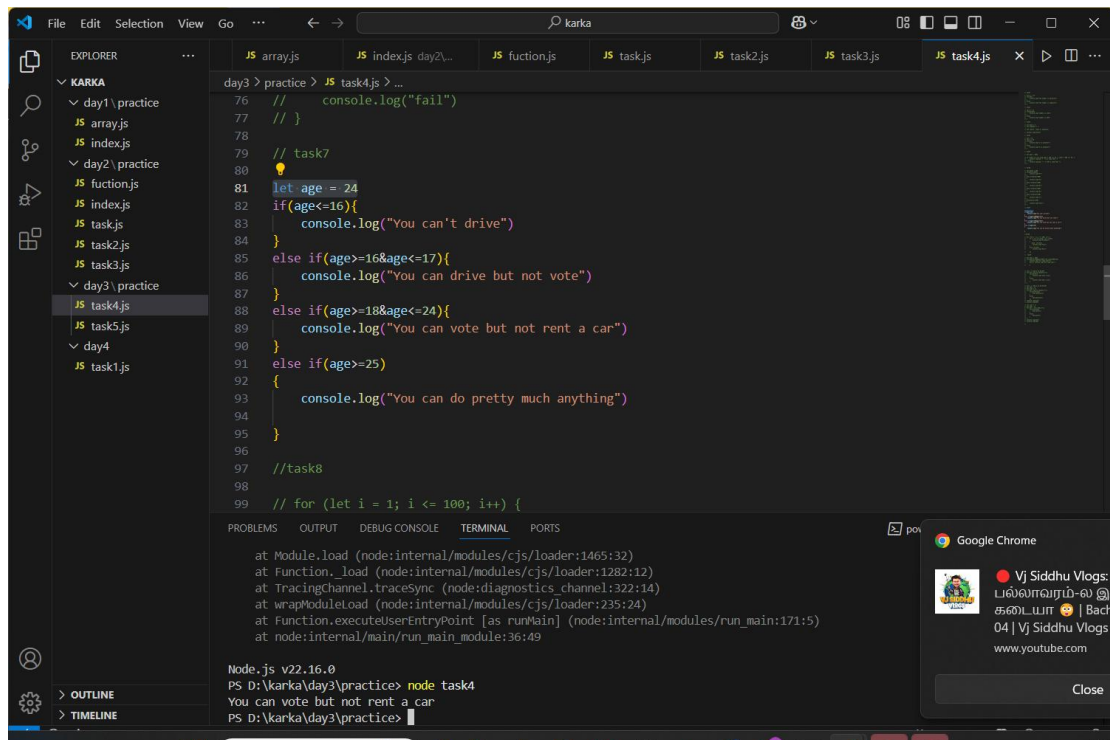 File Edit Selection View Go ··· ← → karka
EXPLORER ···
KARKA
day1\practice
JS array.js
JS index.js
day2\practice
JS fuction.js
JS index.js
JS task.js
JS task2.js
JS task3.js
day3\practice
JS task4.js
JS task5.js
day4
JS task1.js
OUTLINE
TIMELINE
JS array.js JS index.js day2\... JS fuction.js JS task.js JS task2.js JS task3.js JS task4.js ···
day3 > practice > JS task4.js > ...
76 // console.log("fail")
77 // }
78
79 // task7
80
81 let age = 24
82 if(age<=16){
83 console.log("You can't drive")
84 }
85 else if(age>=16&age<=17){
86 console.log("You can drive but not vote")
87 }
88 else if(age>=18&age<=24){
89 console.log("You can vote but not rent a car")
90 }
91 else if(age>=25)
92 {
93 console.log("You can do pretty much anything")
94
95 }
96
97 //task8
98
99 // for (let i = 1; i <= 100; i++) {
PROBLEMS OUTPUT DEBUG CONSOLE TERMINAL PORTS pow
at Module.load (node:internal/modules/cjs/loader:1465:32)
at Function._load (node:internal/modules/cjs/loader:1282:12)
at TracingChannel.traceSync (node:diagnostics_channel:322:14)
at wrapModuleLoad (node:internal/modules/cjs/loader:235:24)
at Function.executeUserEntryPoint [as runMain] (node:internal/modules/run_main:171:5)
at node:internal/main/run_main_module:36:49
Node.js v22.16.0
PS D:\karka\day3\practice> node task4
You can vote but not rent a car
PS D:\karka\day3\practice>
Google Chrome
Vj Siddhu Vlogs:
பல்லாவரம்-ல இ
கடையா 😳 | Bach
04 | Vj Siddhu Vlogs
www.youtube.com
Close